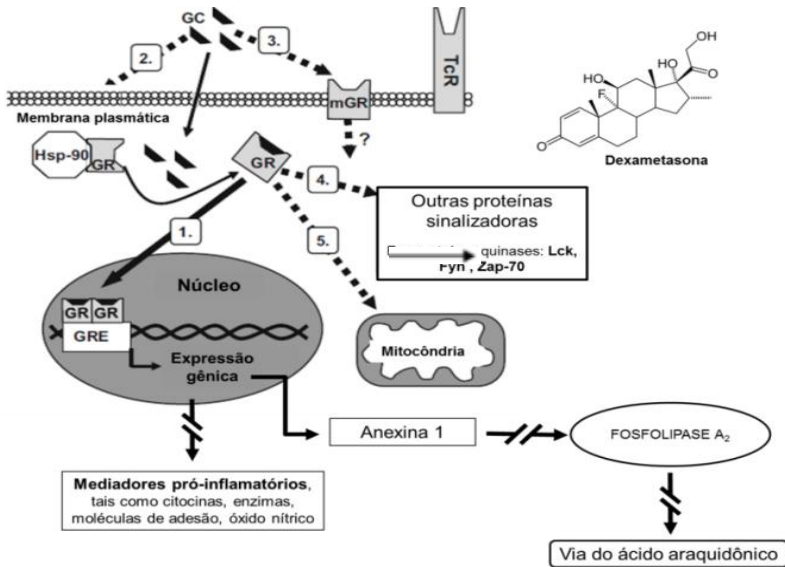 GC
2.
3.
TcR
mGR
Membrana plasmática
?
Hsp-90
GR
GR
4.
1.
5.
OH
HO
O
HO
F
O
Dexametasona
Outras proteínas
sinalizadoras
quinases: Lck,
Fyn , Zap-70
Núcleo
GR GR
GRE
Expressão
gênica
Mitocôndria
Anexina 1
FOSFOLIPASE A₂
Mediadores pró-inflamatórios,
tais como citocinas, enzimas,
moléculas de adesão, óxido nítrico
Via do ácido araquidônico